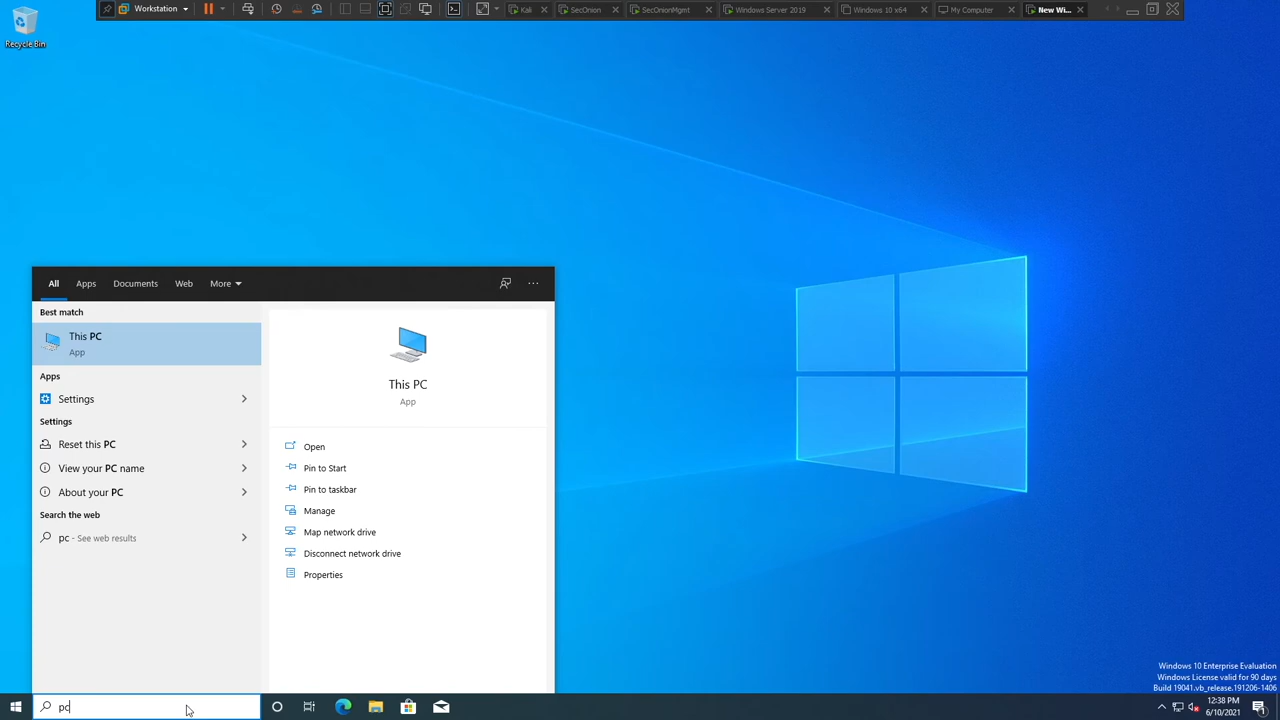 Workstation
Kali
SecOnion
SecOnionMgmt
Windows Server 2019
Windows 10 x64
My Computer
New Wi...
Recycle Bin
All
Apps
Documents
Web
More
Best match
This PC
App
Apps
Settings
Settings
Reset this PC
View your PC name
About your PC
Search the web
pc - See web results
This PC
App
Open
Pin to Start
Pin to taskbar
Manage
Map network drive
Disconnect network drive
Properties
Windows 10 Enterprise Evaluation
Windows License valid for 90 days
Build 19041.vb_release.191206-1406
pc
12:38 PM
6/10/2021
1